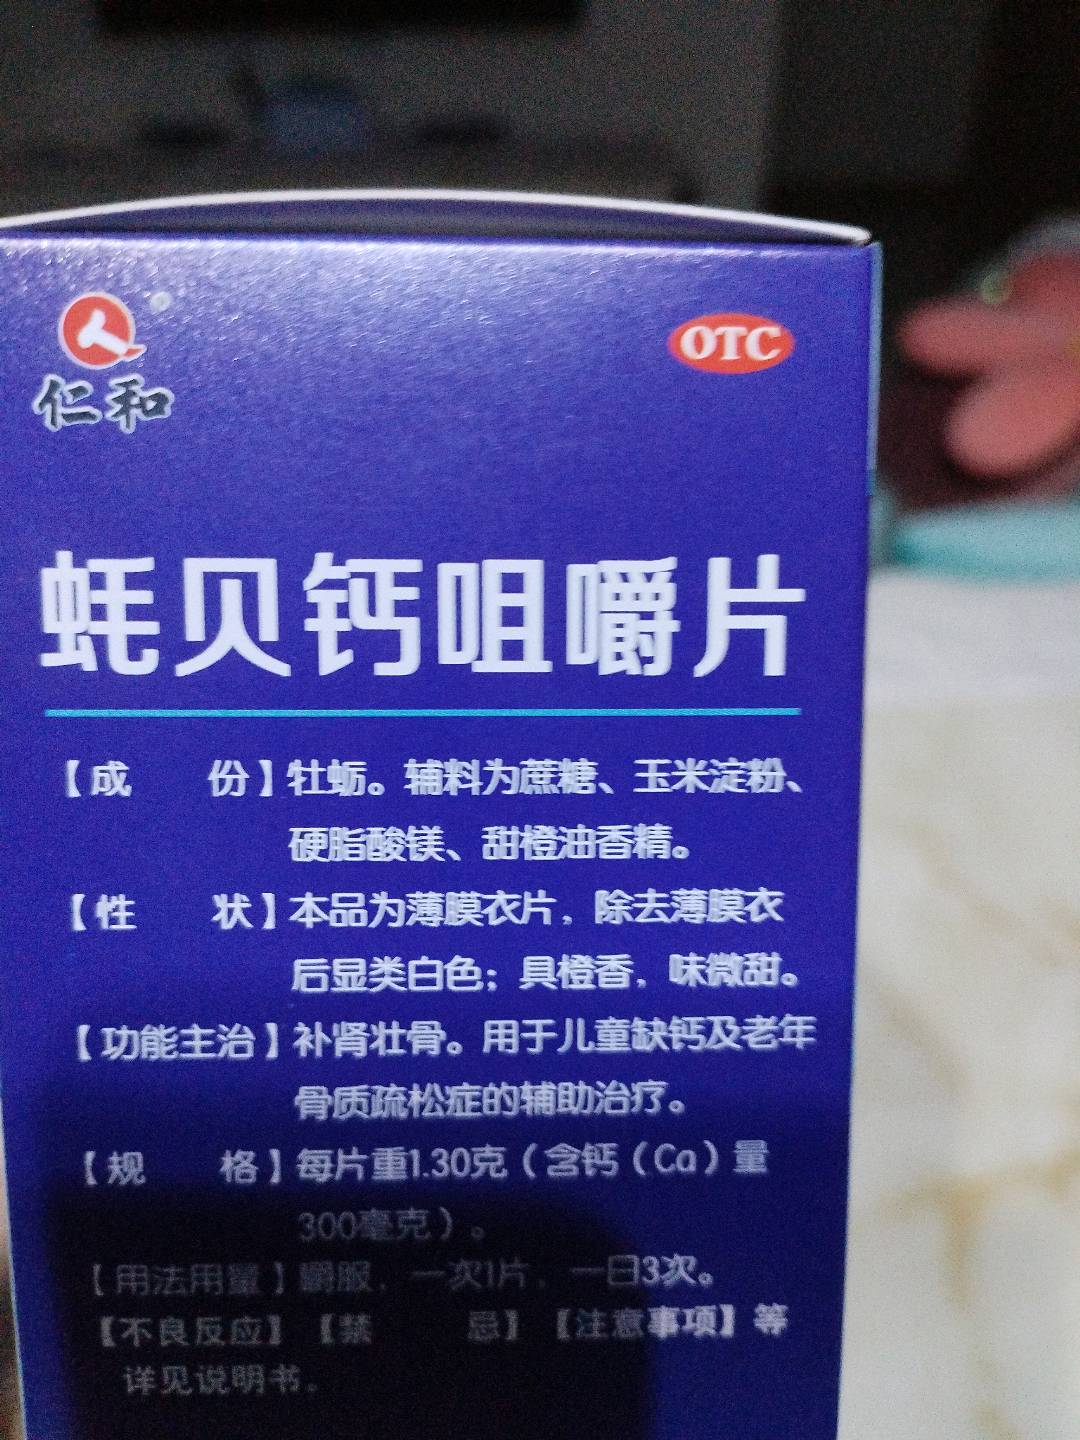 仁和
OTC
蚝贝钙咀嚼片
【成 份】牡蛎。辅料为蔗糖、玉米淀粉、
硬脂酸镁、甜橙油香精。
【性 状】本品为薄膜衣片，除去薄膜衣
后显类白色；具橙香，味微甜。
【功能主治】补肾壮骨。用于儿童缺钙及老年
骨质疏松症的辅助治疗。
【规 格】每片重1.30克（含钙（Ca）量
300毫克）。
【用法用量】嚼服，一次1片，一日3次。
【不良反应】【禁 忌】【注意事项】等
详见说明书。